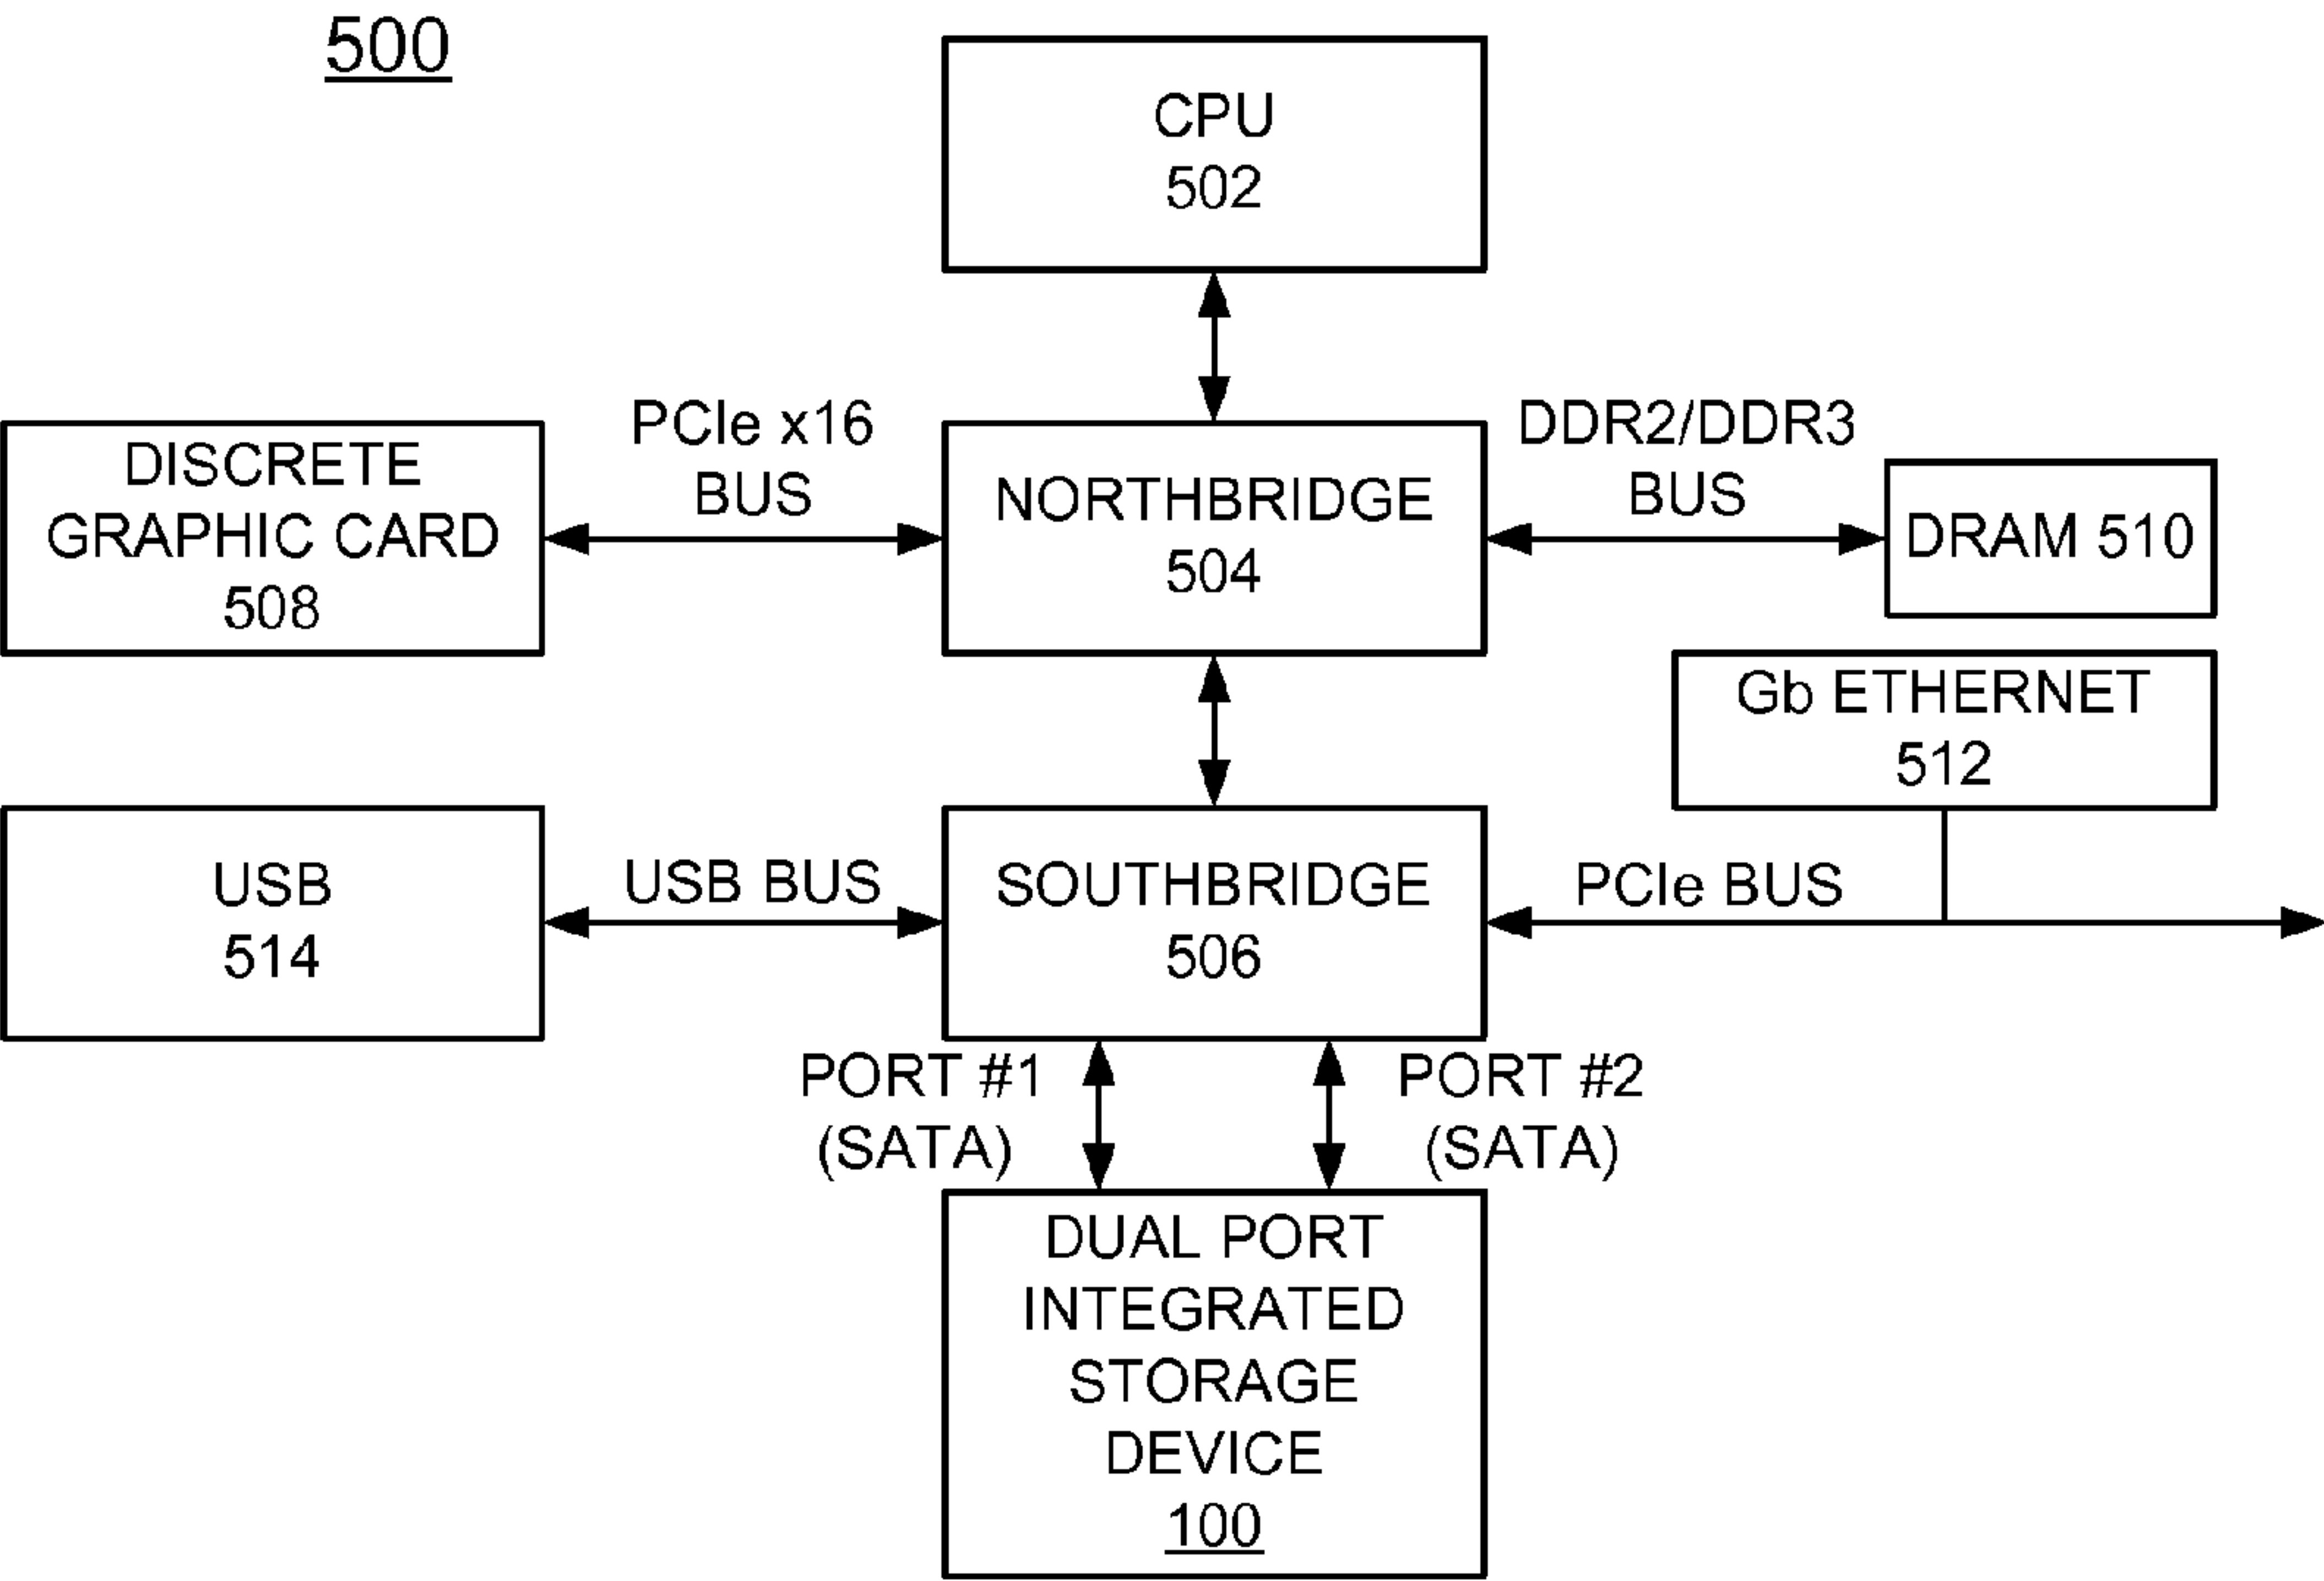 500
CPU
502
PCIe x16
BUS
DDR2/DDR3
BUS
DISCRETE
GRAPHIC CARD
508
NORTHBRIDGE
504
DRAM 510
Gb ETHERNET
512
USB
514
USB BUS
SOUTHBRIDGE
506
PCIe BUS
PORT #1
(SATA)
PORT #2
(SATA)
DUAL PORT
INTEGRATED
STORAGE
DEVICE
100